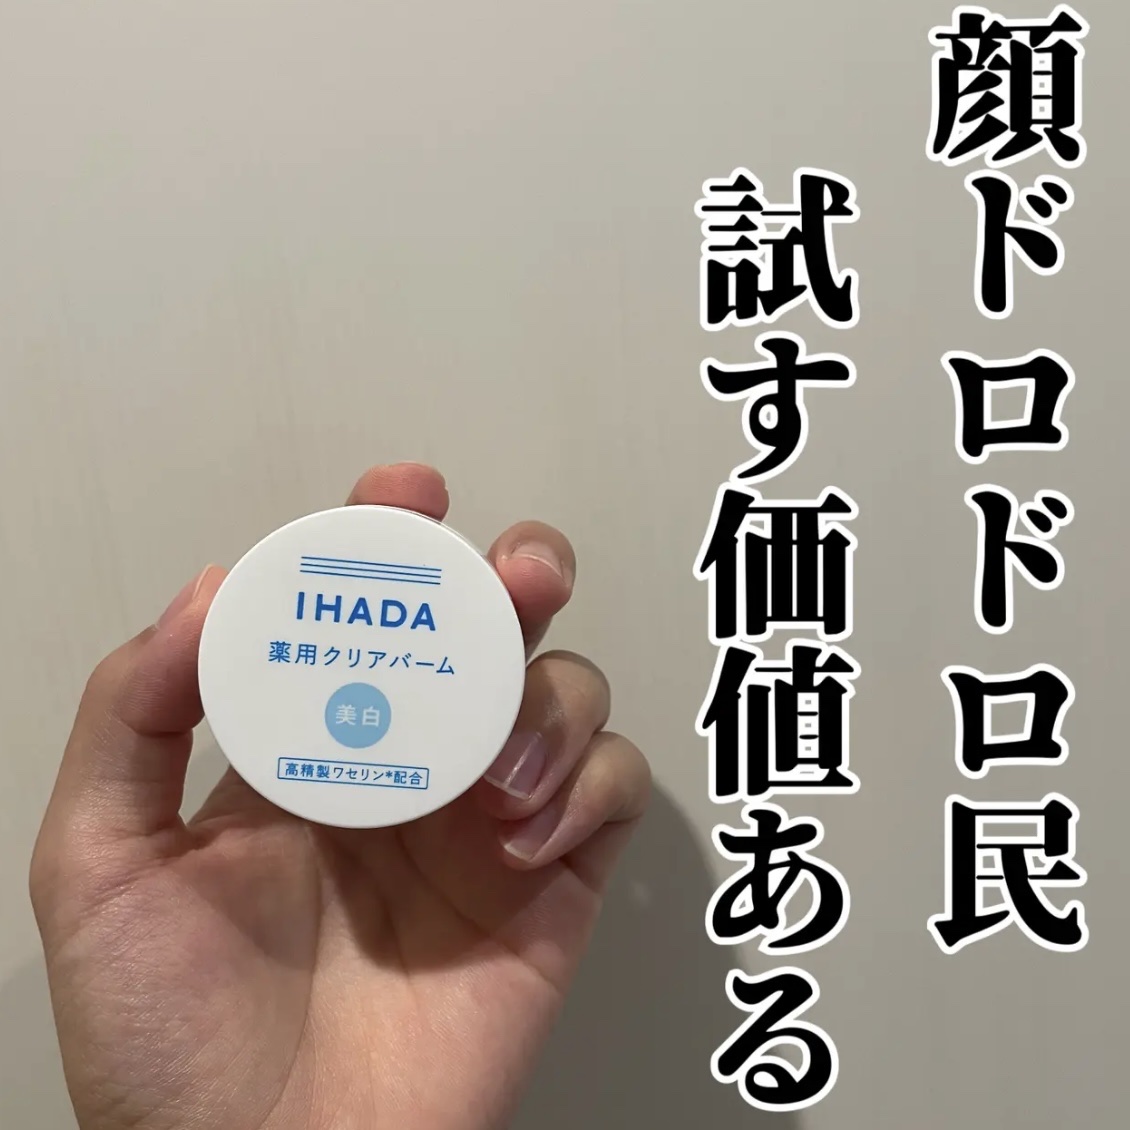 顔ドロドロ民
試す価値ある
IHADA
薬用クリアバーム
美白
高精製ワセリン*配合